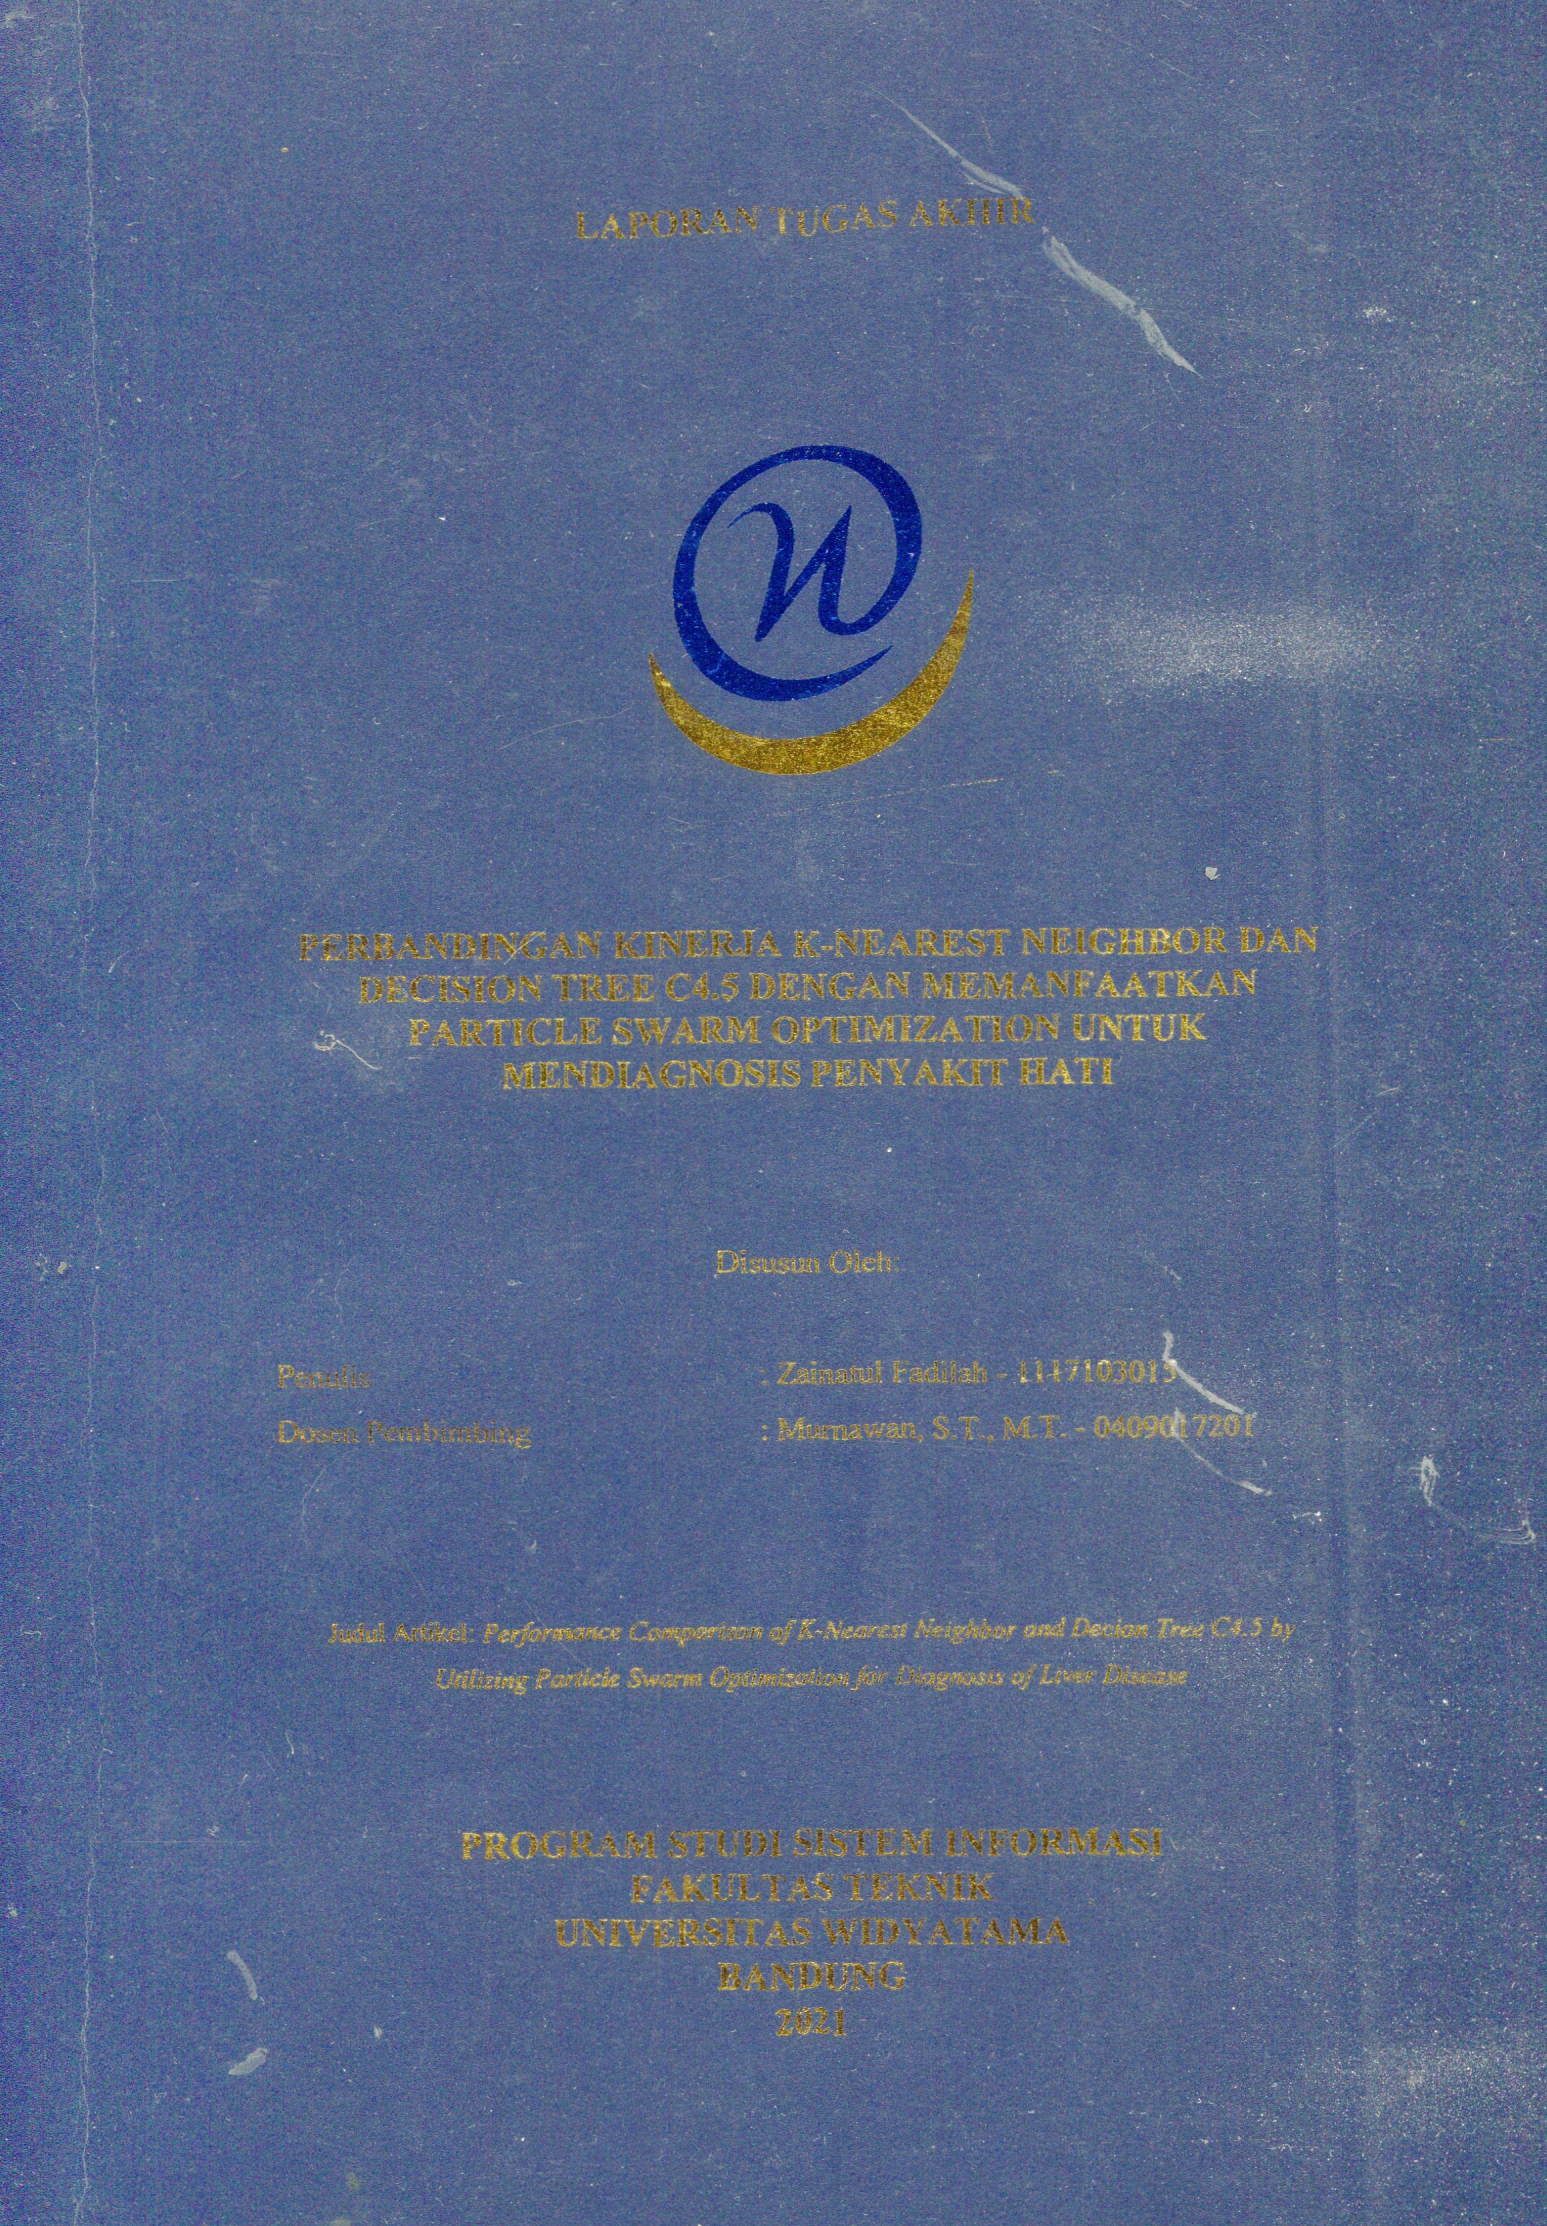 LAPORAN TUGAS AKHIR
PERBANDINGAN KINERJA K-NEAREST NEIGHBOR DAN
DECISION TREE C4.5 DENGAN MEMANFAATKAN
PARTICLE SWARM OPTIMIZATION UNTUK
MENDIAGNOSIS PENYAKIT HATI
Disusun Oleh:
Penulis : Zainatul Fadilah - 1117103015
Dosen Pembimbing : Murnawan, S.T., M.T. - 0409017201
Judul Artikel: Performance Comparison of K-Nearest Neighbor and Decion Tree C4.5 by
Utilizing Particle Swarm Optimization for Diagnosis of Liver Disease
PROGRAM STUDI SISTEM INFORMASI
FAKULTAS TEKNIK
UNIVERSITAS WIDYATAMA
BANDUNG
2021